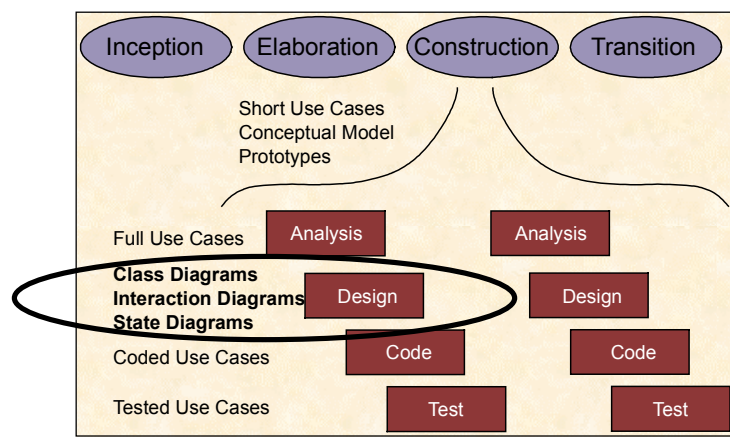 Inception Elaboration Construction Transition
Short Use Cases
Conceptual Model
Prototypes
Full Use Cases Analysis Analysis
Class Diagrams
Interaction Diagrams Design Design
State Diagrams
Coded Use Cases Code Code
Tested Use Cases Test Test